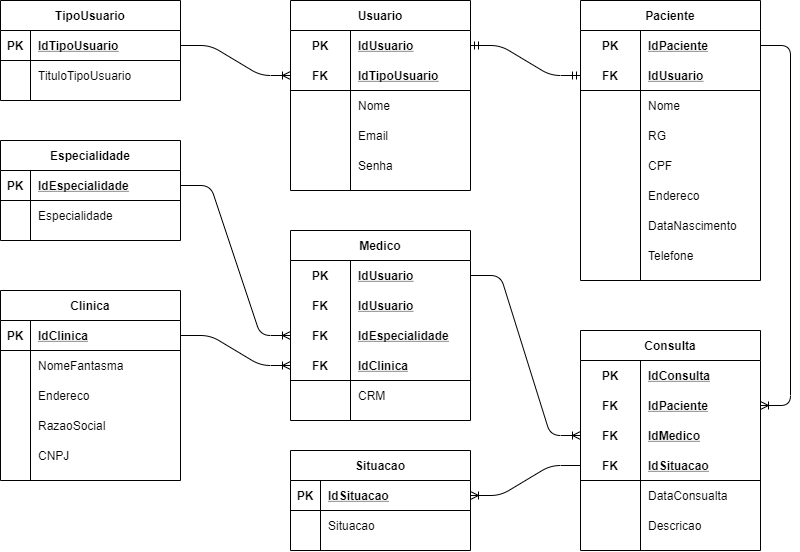 TipoUsuario
PK IdTipoUsuario
TituloTipoUsuario
Usuario
PK IdUsuario
FK IdTipoUsuario
Nome
Email
Senha
Paciente
PK IdPaciente
FK IdUsuario
Nome
RG
CPF
Endereco
DataNascimento
Telefone
Especialidade
PK IdEspecialidade
Especialidade
Medico
PK IdUsuario
FK IdUsuario
FK IdEspecialidade
FK IdClinica
CRM
Clinica
PK IdClinica
NomeFantasma
Endereco
RazaoSocial
CNPJ
Consulta
PK IdConsulta
FK IdPaciente
FK IdMedico
FK IdSituacao
DataConsualta
Descricao
Situacao
PK IdSituacao
Situacao